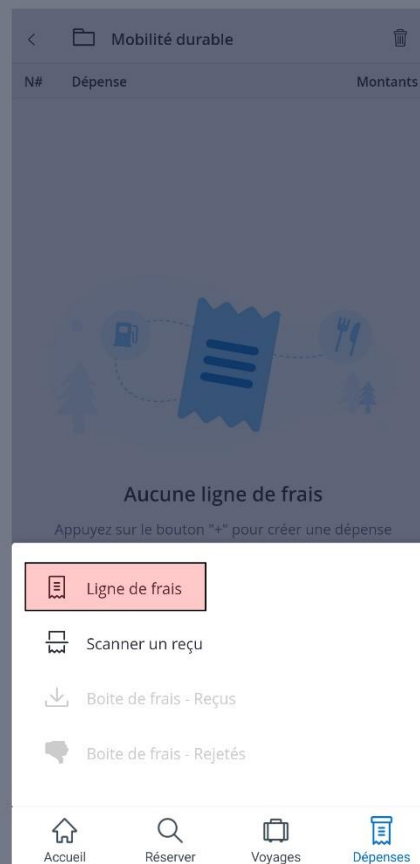 Mobilité durable
N# Dépense Montants
Aucune ligne de frais
Appuyez sur le bouton "+" pour créer une dépense
Ligne de frais
Scanner un reçu
Boite de frais - Reçus
Boite de frais - Rejetés
Accueil Réserver Voyages Dépenses